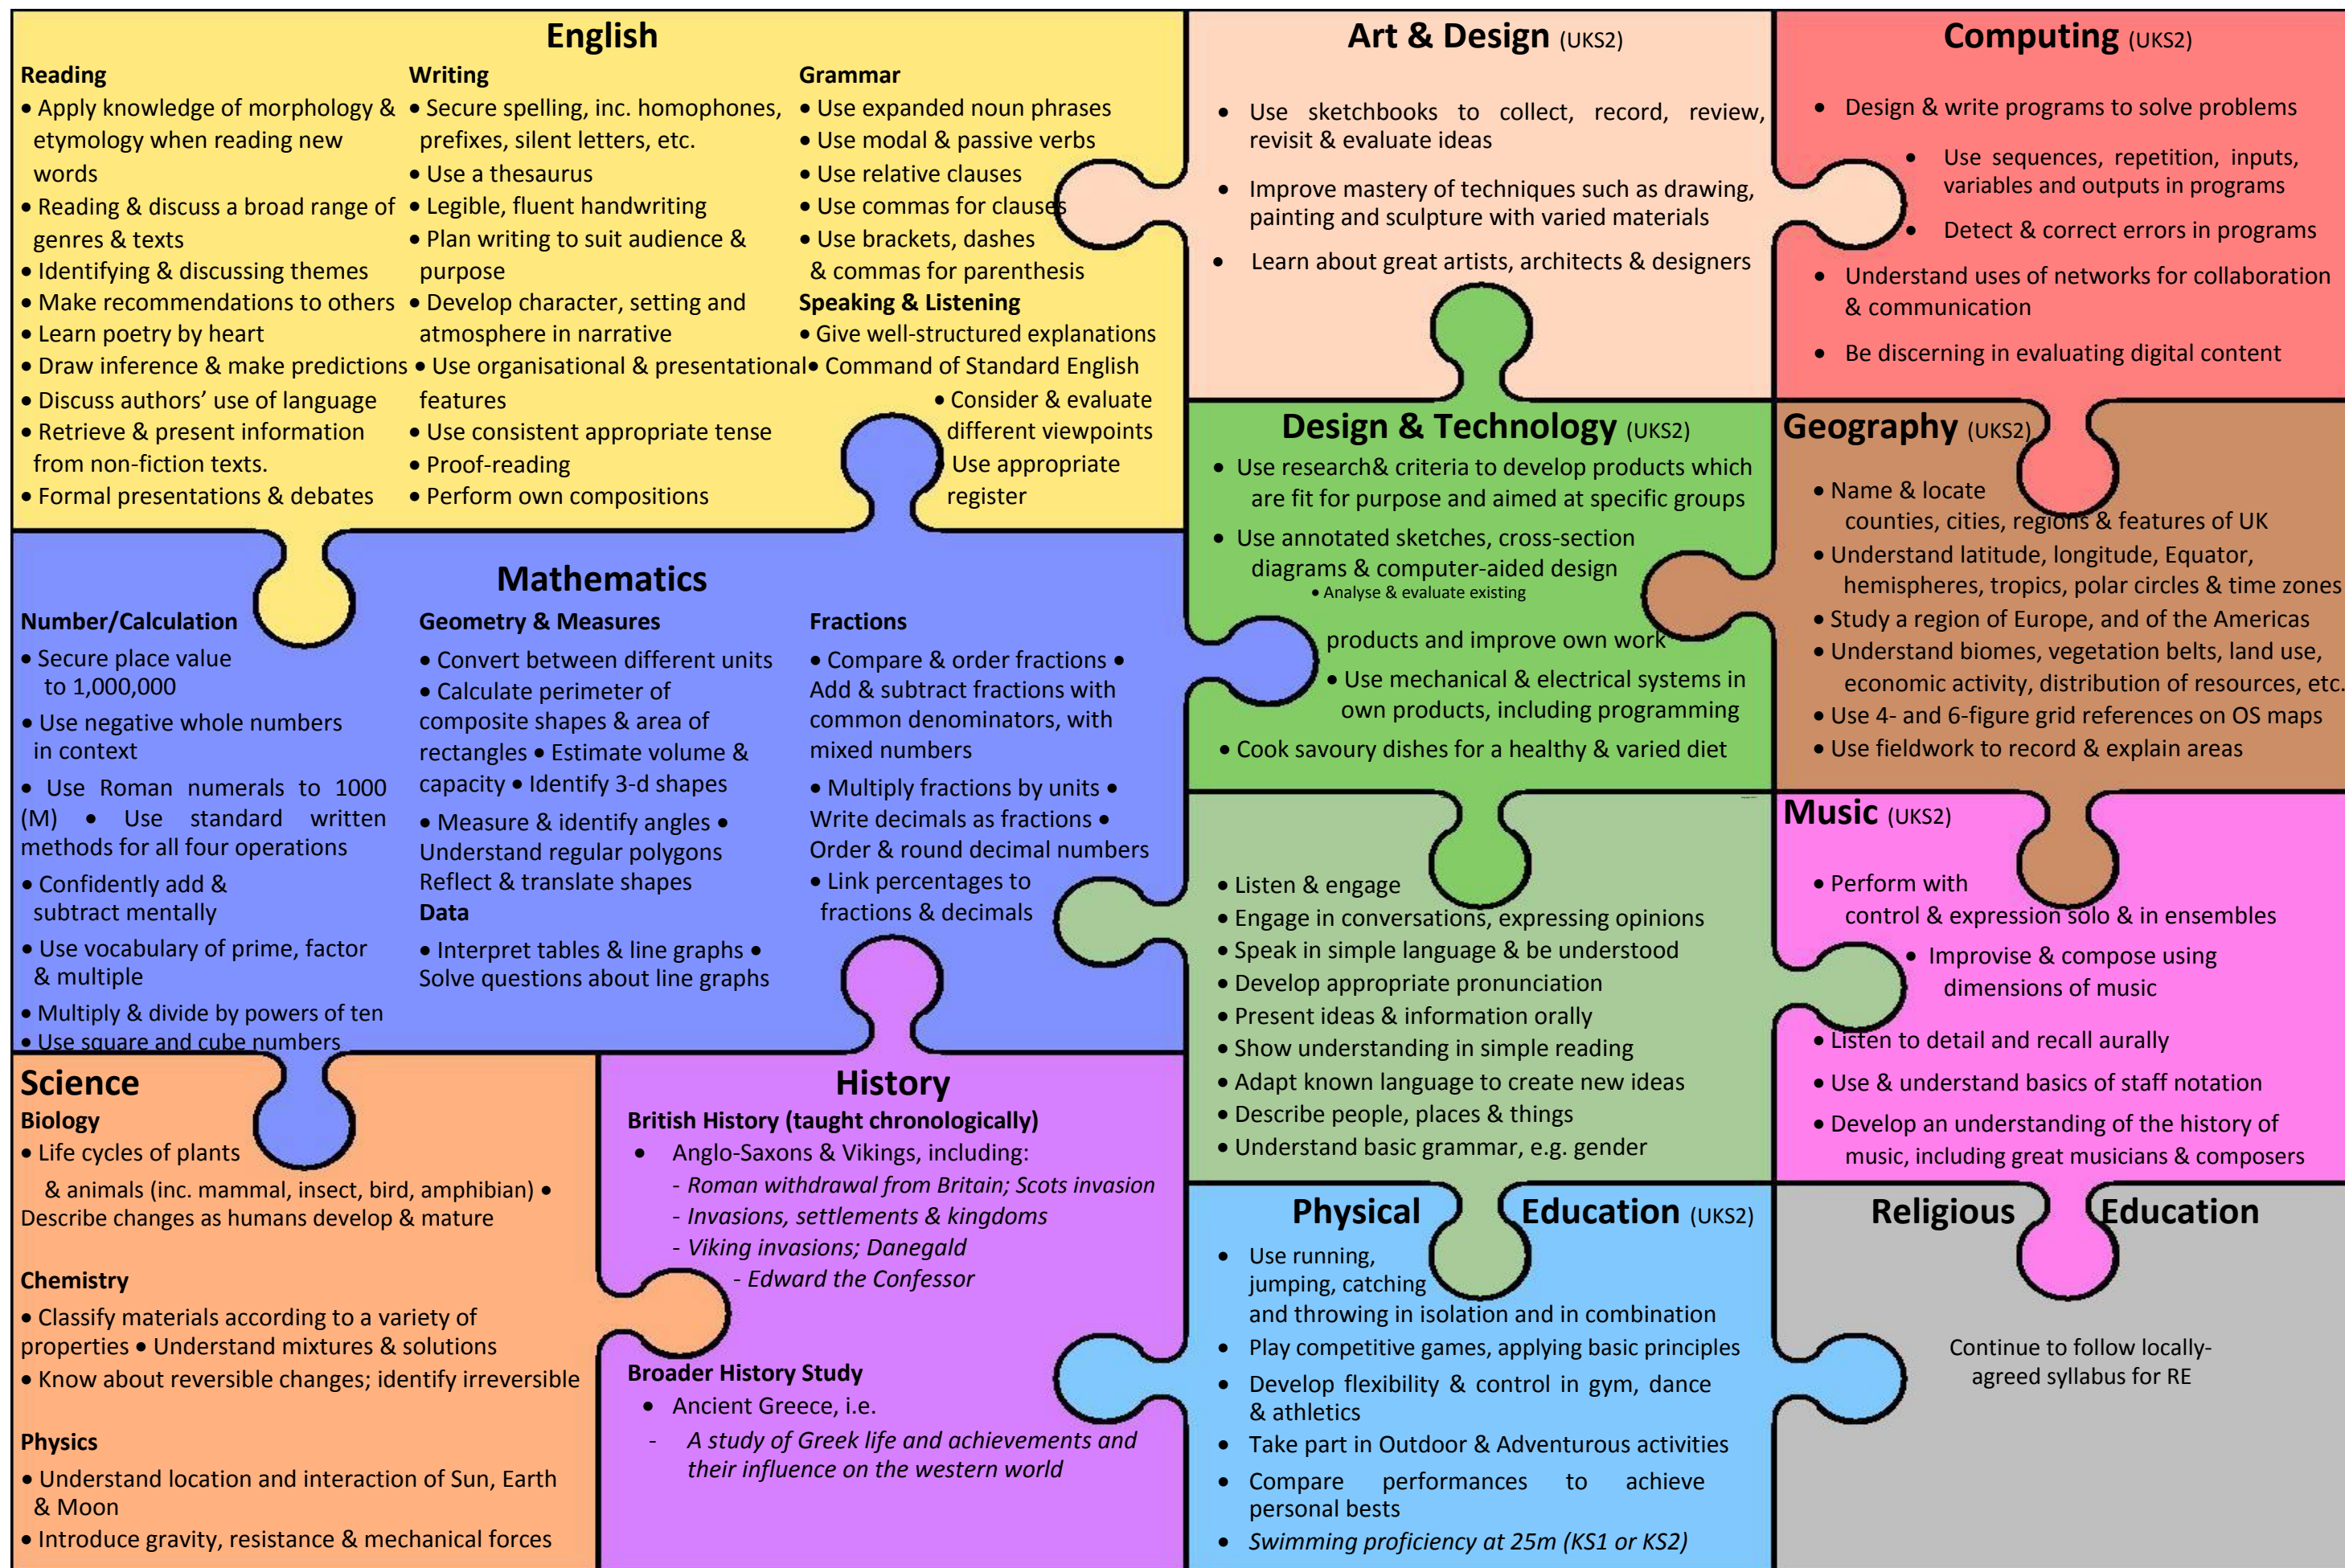 English
Reading
• Apply knowledge of morphology &
etymology when reading new
words
• Reading & discuss a broad range of
genres & texts
• Identifying & discussing themes
• Make recommendations to others
• Learn poetry by heart
• Draw inference & make predictions
• Discuss authors’ use of language
• Retrieve & present information
from non-fiction texts.
• Formal presentations & debates
Writing
• Secure spelling, inc. homophones,
prefixes, silent letters, etc.
• Use a thesaurus
• Legible, fluent handwriting
• Plan writing to suit audience &
purpose
• Develop character, setting and
atmosphere in narrative
• Use organisational & presentational
features
• Use consistent appropriate tense
• Proof-reading
• Perform own compositions
Grammar
• Use expanded noun phrases
• Use modal & passive verbs
• Use relative clauses
• Use commas for clauses
• Use brackets, dashes
& commas for parenthesis
Speaking & Listening
• Give well-structured explanations
• Command of Standard English
• Consider & evaluate
different viewpoints
Use appropriate
register
Art & Design (UKS2)
• Use sketchbooks to collect, record, review,
revisit & evaluate ideas
• Improve mastery of techniques such as drawing,
painting and sculpture with varied materials
• Learn about great artists, architects & designers
Computing (UKS2)
• Design & write programs to solve problems
• Use sequences, repetition, inputs,
variables and outputs in programs
• Detect & correct errors in programs
• Understand uses of networks for collaboration
& communication
• Be discerning in evaluating digital content
Design & Technology (UKS2)
• Use research& criteria to develop products which
are fit for purpose and aimed at specific groups
• Use annotated sketches, cross-section
diagrams & computer-aided design
• Analyse & evaluate existing
products and improve own work
• Use mechanical & electrical systems in
own products, including programming
• Cook savoury dishes for a healthy & varied diet
Geography (UKS2)
• Name & locate
counties, cities, regions & features of UK
• Understand latitude, longitude, Equator,
hemispheres, tropics, polar circles & time zones
• Study a region of Europe, and of the Americas
• Understand biomes, vegetation belts, land use,
economic activity, distribution of resources, etc.
• Use 4- and 6-figure grid references on OS maps
• Use fieldwork to record & explain areas
Mathematics
Number/Calculation
• Secure place value
to 1,000,000
• Use negative whole numbers
in context
• Use Roman numerals to 1000
(M) • Use standard written
methods for all four operations
• Confidently add &
subtract mentally
• Use vocabulary of prime, factor
& multiple
• Multiply & divide by powers of ten
• Use square and cube numbers
Geometry & Measures
• Convert between different units
• Calculate perimeter of
composite shapes & area of
rectangles • Estimate volume &
capacity • Identify 3-d shapes
• Measure & identify angles •
Understand regular polygons
Reflect & translate shapes
Data
• Interpret tables & line graphs •
Solve questions about line graphs
Fractions
• Compare & order fractions •
Add & subtract fractions with
common denominators, with
mixed numbers
• Multiply fractions by units •
Write decimals as fractions •
Order & round decimal numbers
• Link percentages to
fractions & decimals
• Listen & engage
• Engage in conversations, expressing opinions
• Speak in simple language & be understood
• Develop appropriate pronunciation
• Present ideas & information orally
• Show understanding in simple reading
• Adapt known language to create new ideas
• Describe people, places & things
• Understand basic grammar, e.g. gender
Music (UKS2)
• Perform with
control & expression solo & in ensembles
• Improvise & compose using
dimensions of music
• Listen to detail and recall aurally
• Use & understand basics of staff notation
• Develop an understanding of the history of
music, including great musicians & composers
Science
Biology
• Life cycles of plants
& animals (inc. mammal, insect, bird, amphibian) •
Describe changes as humans develop & mature
Chemistry
• Classify materials according to a variety of
properties • Understand mixtures & solutions
• Know about reversible changes; identify irreversible
Physics
• Understand location and interaction of Sun, Earth
& Moon
• Introduce gravity, resistance & mechanical forces
History
British History (taught chronologically)
• Anglo-Saxons & Vikings, including:
- Roman withdrawal from Britain; Scots invasion
- Invasions, settlements & kingdoms
- Viking invasions; Danegald
- Edward the Confessor
Broader History Study
• Ancient Greece, i.e.
- A study of Greek life and achievements and
their influence on the western world
Physical Education (UKS2)
• Use running,
jumping, catching
and throwing in isolation and in combination
• Play competitive games, applying basic principles
• Develop flexibility & control in gym, dance
& athletics
• Take part in Outdoor & Adventurous activities
• Compare performances to achieve
personal bests
• Swimming proficiency at 25m (KS1 or KS2)
Religious Education
Continue to follow locally-
agreed syllabus for RE